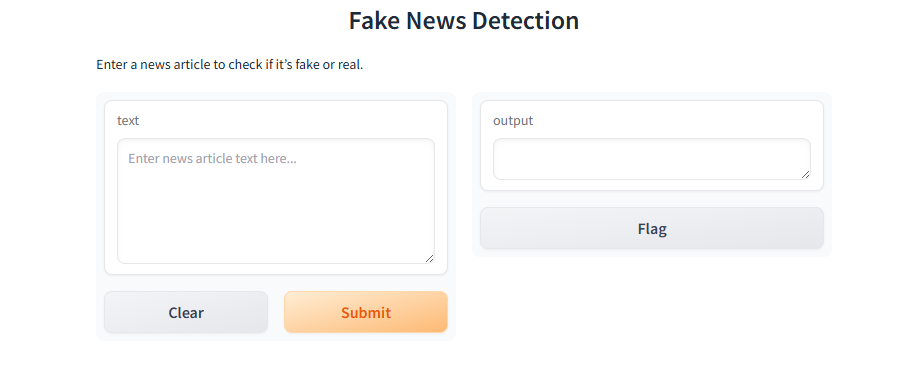 Fake News Detection
Enter a news article to check if it’s fake or real.
text
Enter news article text here...
Clear
Submit
output
Flag